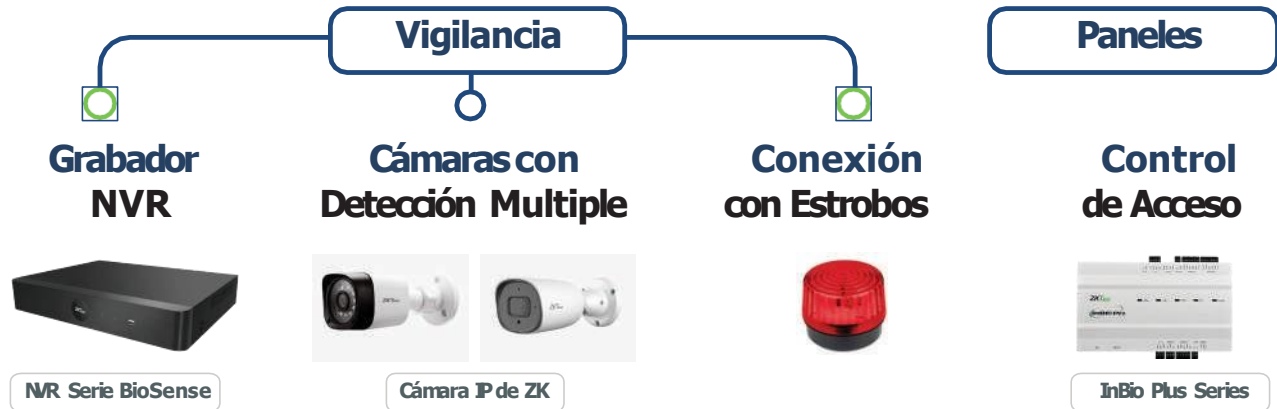 Vigilancia
Paneles
Grabador
NVR
Cámaras con
Detección Multiple
Conexión
con Estrobos
Control
de Acceso
NVR Serie BioSense
Cámara IP de ZK
InBio Plus Series